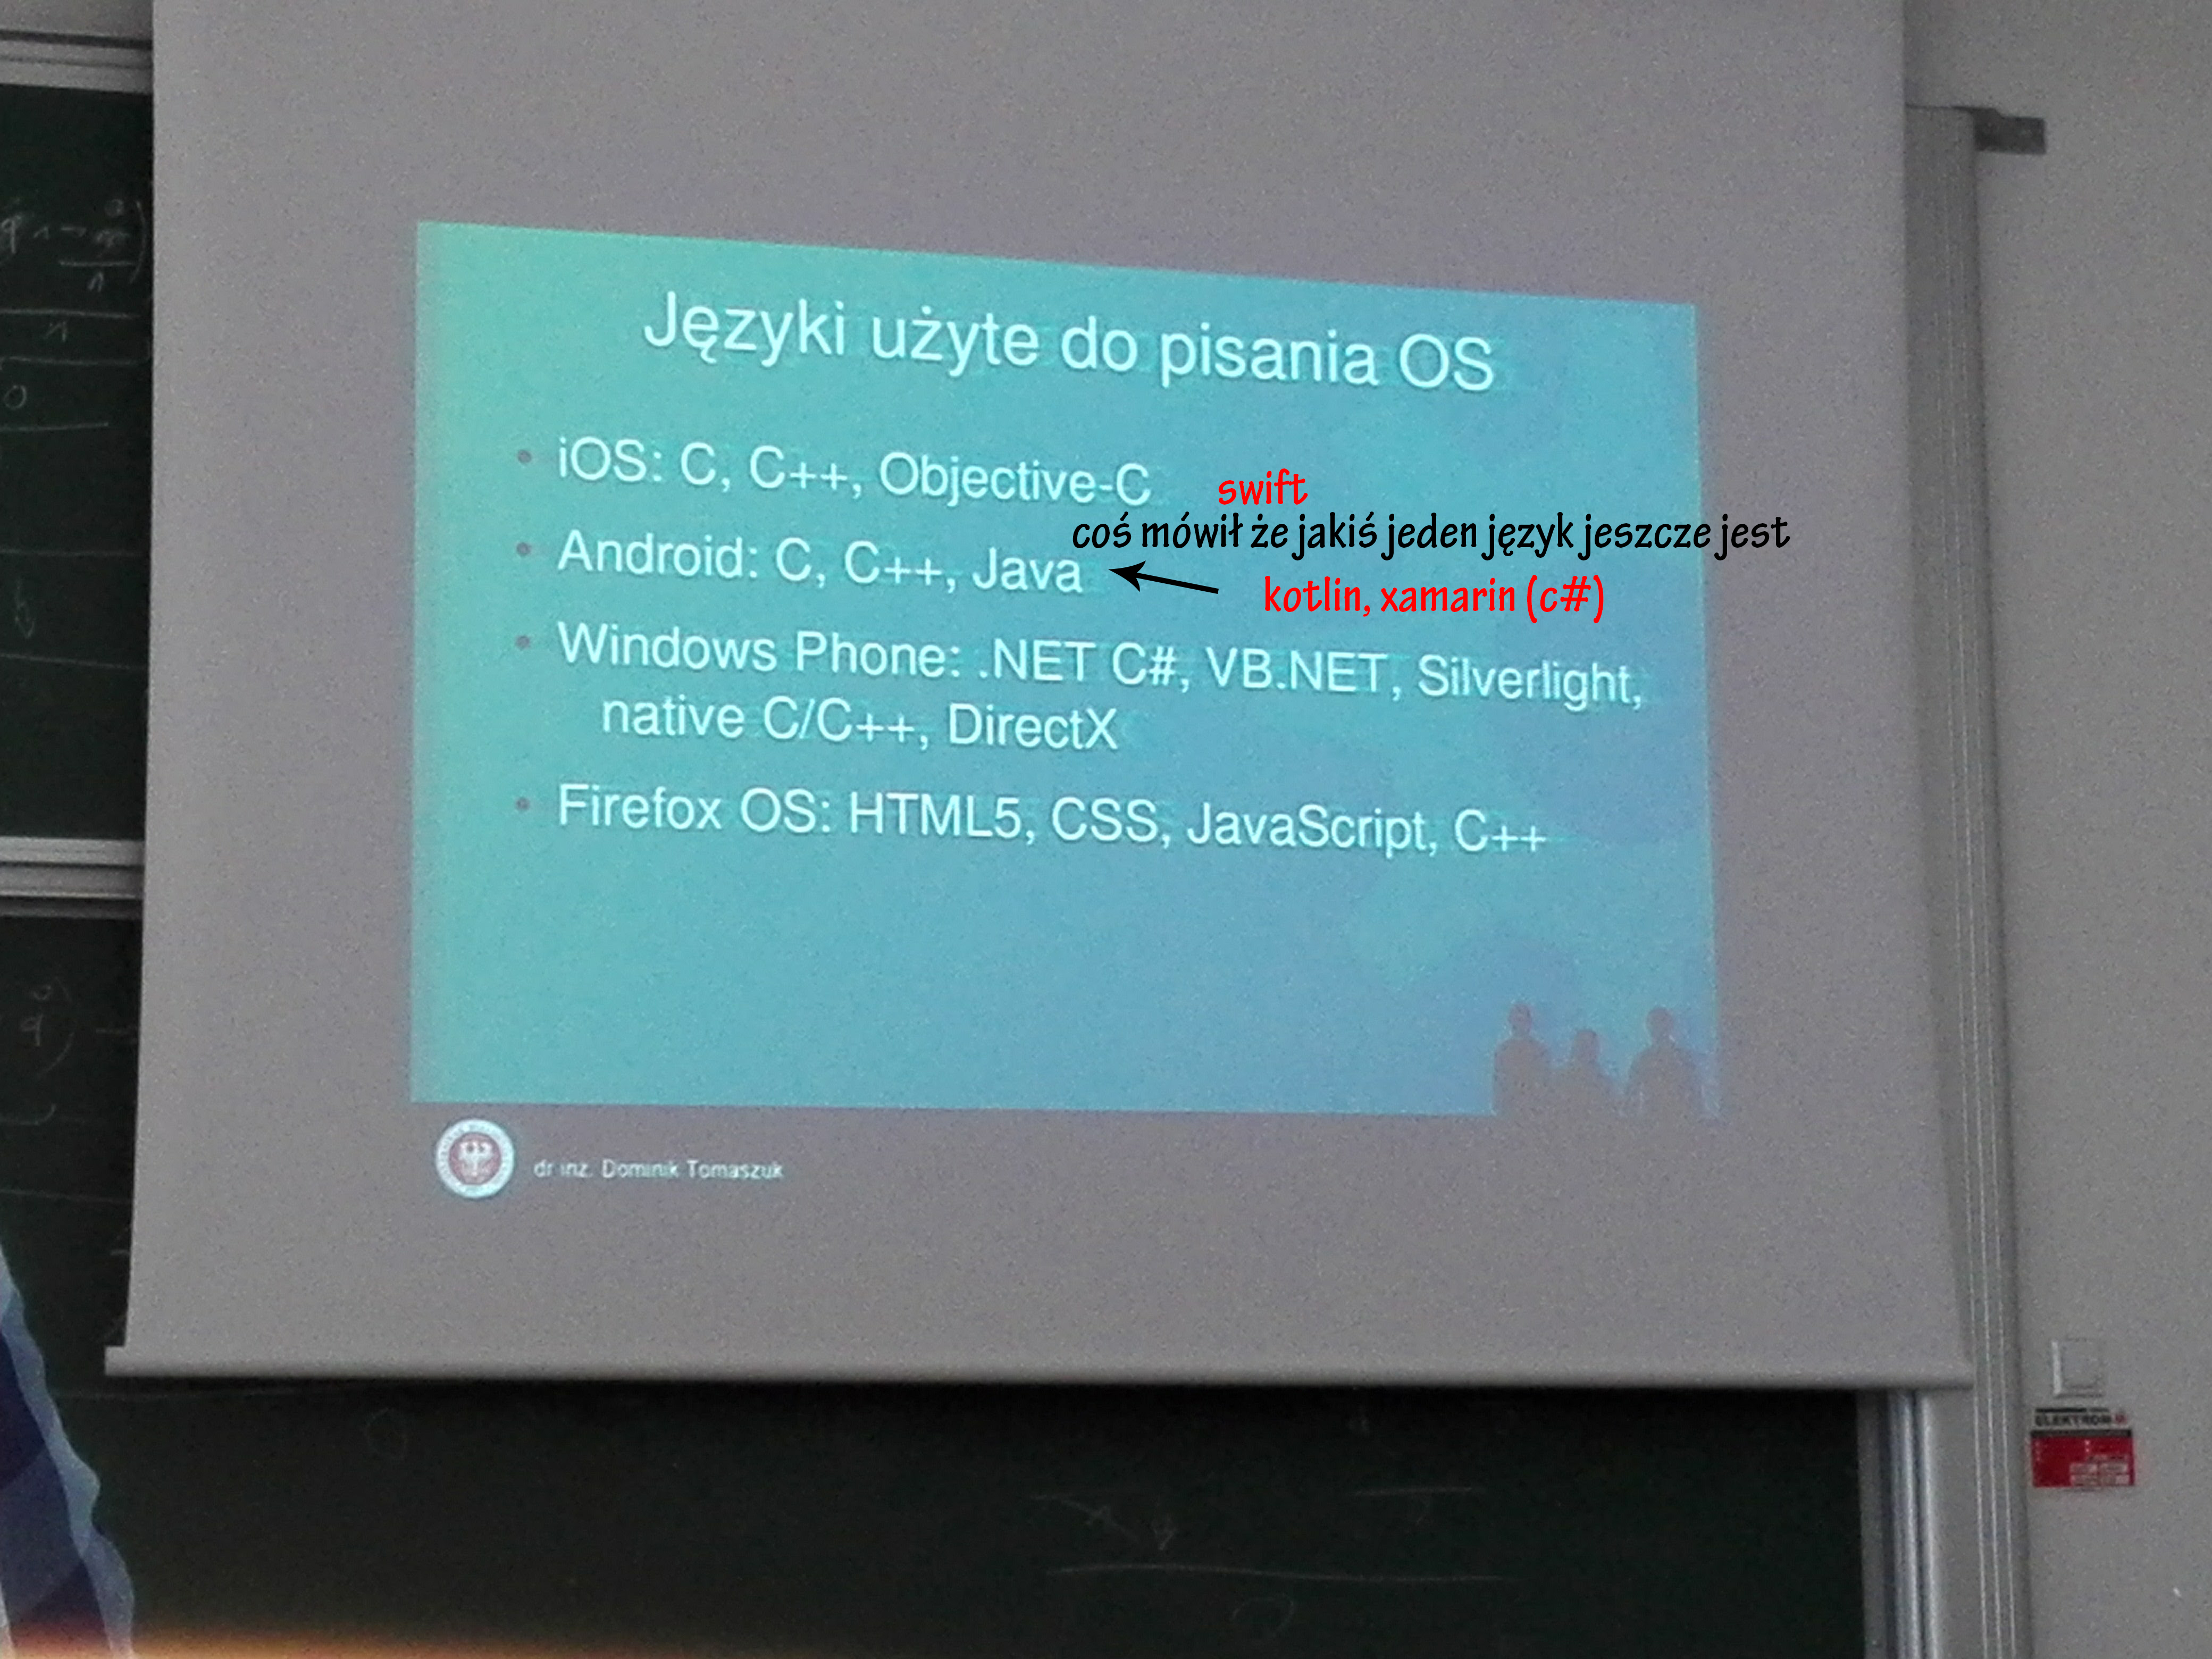 Języki użyte do pisania OS
iOS: C, C++, Objective-C
swift
coś mówił że jakiś jeden język jeszcze jest
Android: C, C++, Java
kotlin, xamarin (c#)
Windows Phone: .NET C#, VB.NET, Silverlight,
native C/C++, DirectX
Firefox OS: HTML5, CSS, JavaScript, C++
dr inż. Dominik Tomaszuk